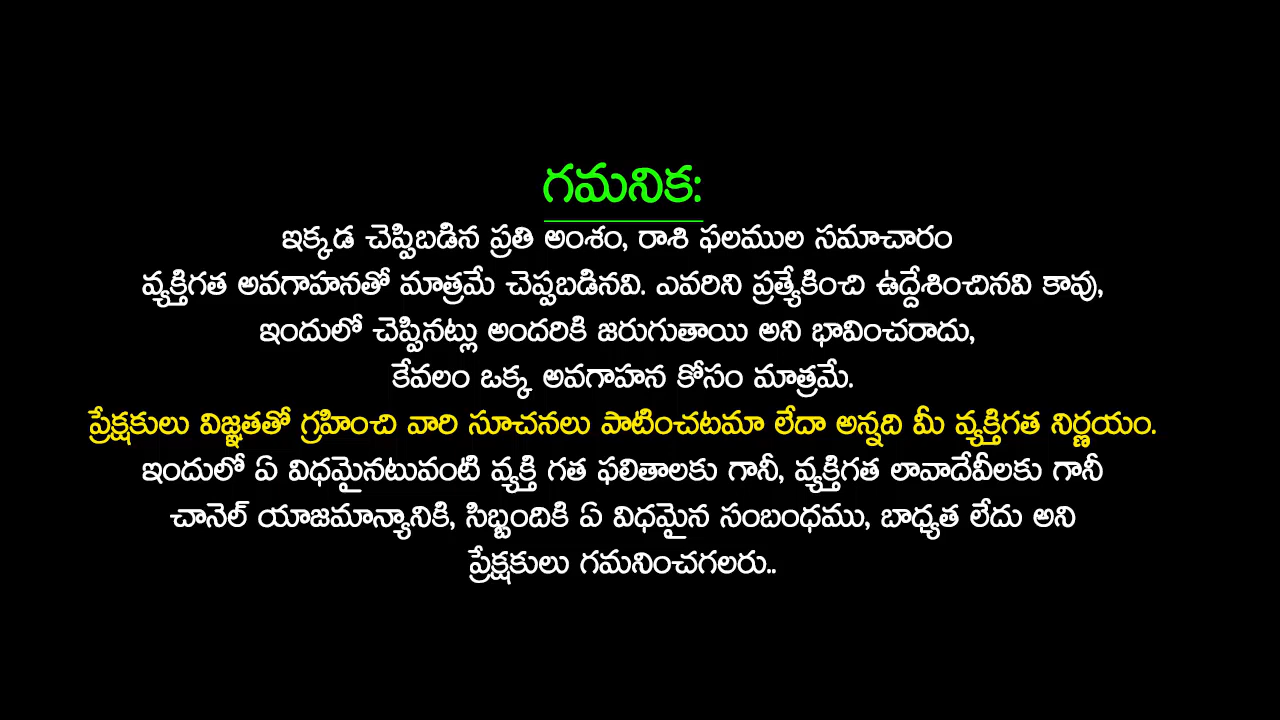 గమనిక:
ఇక్కడ చెప్పిబడిన ప్రతి అంశం, రాశి ఫలముల సమాచారం
వ్యక్తిగత అవగాహనతో మాత్రమే చెప్పబడినవి. ఎవరిని ప్రత్యేకించి ఉద్దేశించినవి కావు,
ఇందులో చెప్పినట్లు అందరికి జరుగుతాయి అని భావించరాదు,
కేవలం ఒక్క అవగాహన కోసం మాత్రమే.
ప్రేక్షకులు విజ్ఞతతో గ్రహించి వారి సూచనలు పాటించటమా లేదా అన్నది మీ వ్యక్తిగత నిర్ణయం.
ఇందులో ఏ విధమైనటువంటి వ్యక్తి గత ఫలితాలకు గానీ, వ్యక్తిగత లావాదేవీలకు గానీ
చానెల్ యాజమాన్యానికి, సిబ్బందికి ఏ విధమైన సంబంధము, బాధ్యత లేదు అని
ప్రేక్షకులు గమనించగలరు..